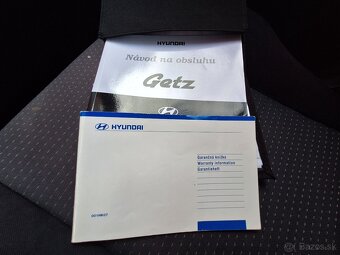 HYUNDAI
Návod na obsluhu
Getz
HYUNDAI
Garančná knižka
Warranty information
Garantieheft
bazos.sk